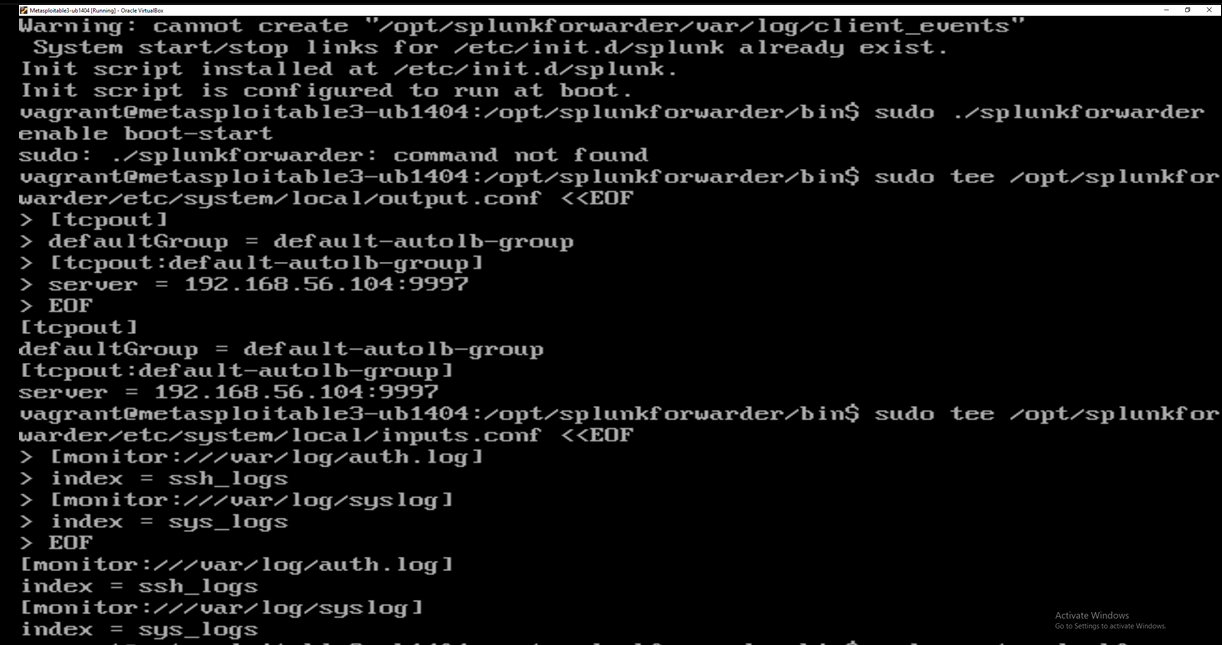 Metasploitable3-ub1404 [Running] - Oracle VirtualBox
Warning: cannot create "/opt/splunkforwarder/var/log/client_events"
 System start/stop links for /etc/init.d/splunk already exist.
Init script installed at /etc/init.d/splunk.
Init script is configured to run at boot.
vagrant@metasploitable3-ub1404:/opt/splunkforwarder/bin$ sudo ./splunkforwarder
enable boot-start
sudo: ./splunkforwarder: command not found
vagrant@metasploitable3-ub1404:/opt/splunkforwarder/bin$ sudo tee /opt/splunkfor
warder/etc/system/local/output.conf <<EOF
> [tcpout]
> defaultGroup = default-autolb-group
> [tcpout:default-autolb-group]
> server = 192.168.56.104:9997
> EOF
[tcpout]
defaultGroup = default-autolb-group
[tcpout:default-autolb-group]
server = 192.168.56.104:9997
vagrant@metasploitable3-ub1404:/opt/splunkforwarder/bin$ sudo tee /opt/splunkfor
warder/etc/system/local/inputs.conf <<EOF
> [monitor:///var/log/auth.log]
> index = ssh_logs
> [monitor:///var/log/syslog]
> index = sys_logs
> EOF
[monitor:///var/log/auth.log]
index = ssh_logs
[monitor:///var/log/syslog]
index = sys_logs
Activate Windows
Go to Settings to activate Windows.